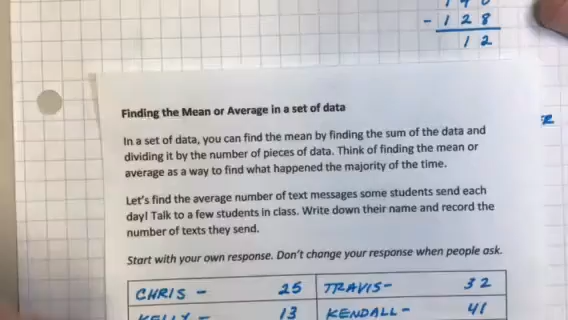 - 128
12
R
Finding the Mean or Average in a set of data
In a set of data, you can find the mean by finding the sum of the data and
dividing it by the number of pieces of data. Think of finding the mean or
average as a way to find what happened the majority of the time.
Let's find the average number of text messages some students send each
day! Talk to a few students in class. Write down their name and record the
number of texts they send.
Start with your own response. Don't change your response when people ask.
CHRIS - 25 TRAVIS- 32
KELLY - 13 KENDALL - 41